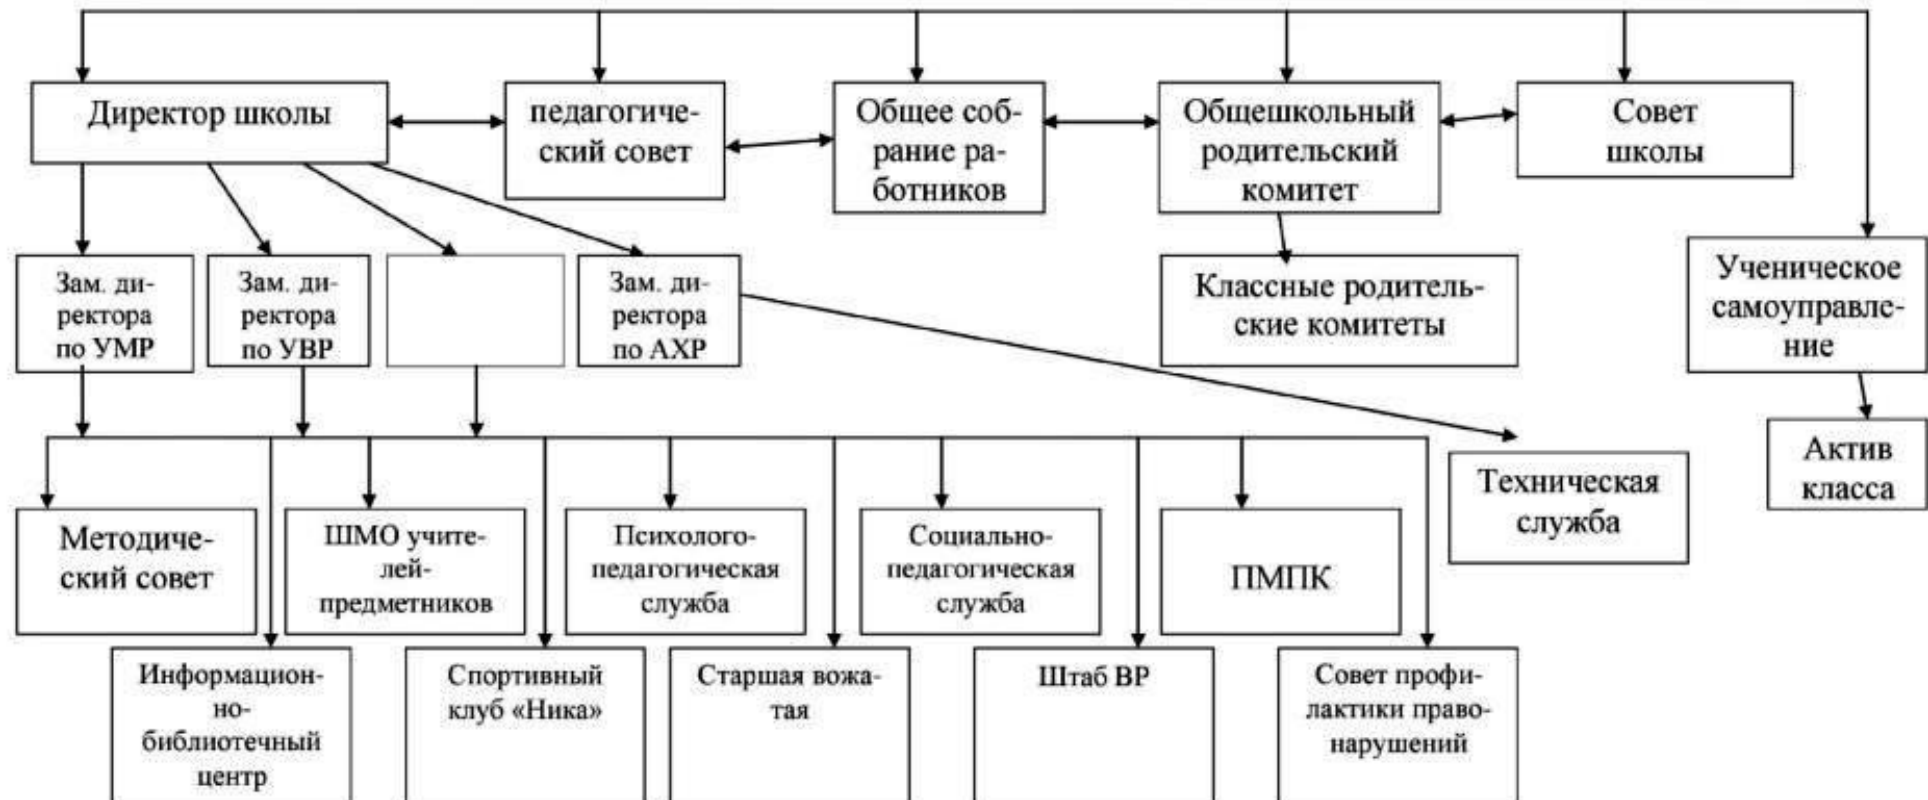 Директор школы
педагогиче-
ский совет
Общее соб-
рание ра-
ботников
Общешкольный
родительский
комитет
Совет
школы
Зам. ди-
ректора
по УМР
Зам. ди-
ректора
по УВР
Зам. ди-
ректора
по АХР
Классные родитель-
ские комитеты
Ученическое
самоуправле-
ние
Актив
класса
Техническая
служба
Методиче-
ский совет
ШМО учите-
лей-
предметников
Психолого-
педагогическая
служба
Социально-
педагогическая
служба
ПМПК
Информацион-
но-
библиотечный
центр
Спортивный
клуб «Ника»
Старшая вожа-
тая
Штаб ВР
Совет профи-
лактики право-
нарушений